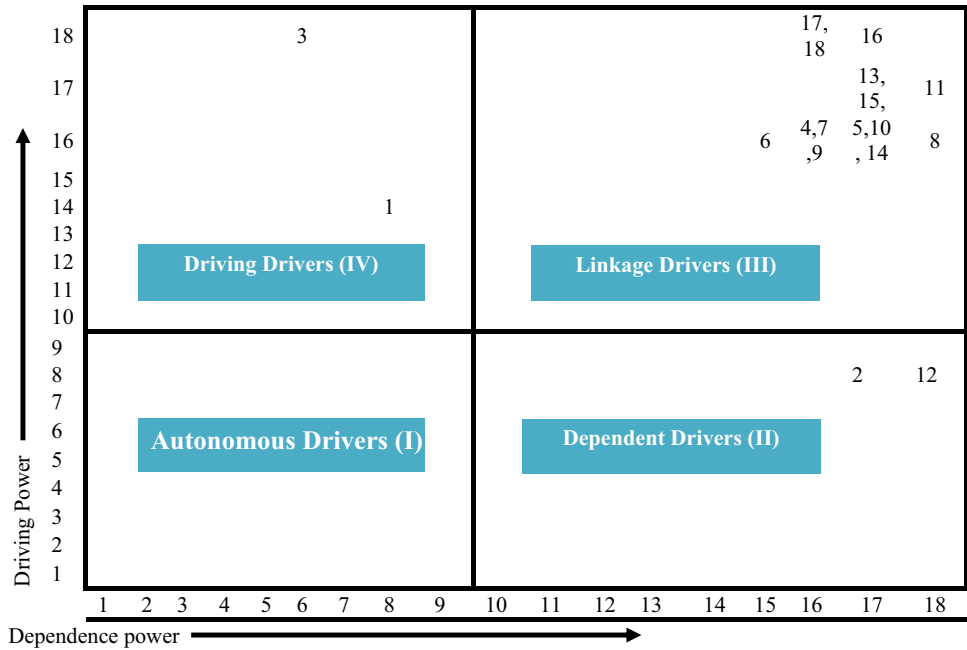 18 3 17, 16
18
17 13, 11
15,
16 6 4,7 5,10 8
,9 , 14
15
14 1
13
12 Driving Drivers (IV) Linkage Drivers (III)
11
10
9
8 2 12
7
6 Autonomous Drivers (I) Dependent Drivers (II)
5
4
3
2
1
Driving Power
1 2 3 4 5 6 7 8 9 10 11 12 13 14 15 16 17 18
Dependence power